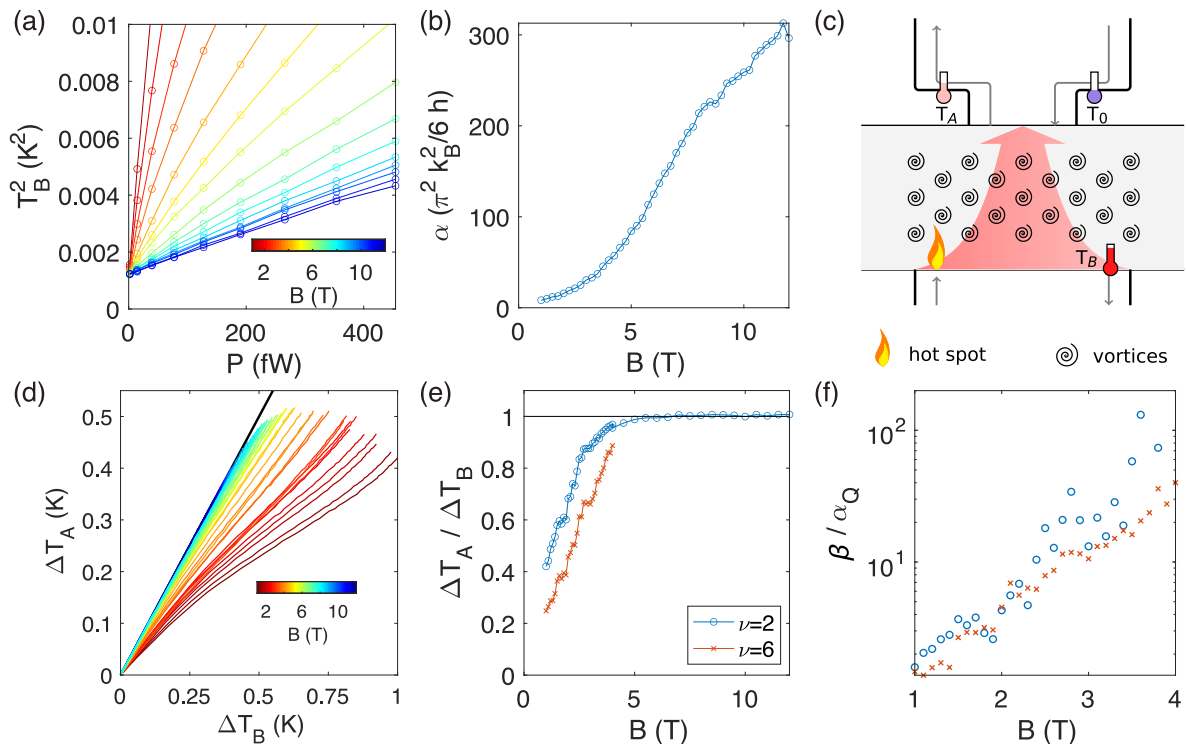 (a)
0.01
0.008
0.006
0.004
0.002
0
T_B^2 (K^2)
2 6 10
B (T)
0 200 400
P (fW)
(b)
300
200
100
0
α (π^2 k_B^2/6 h)
0 5 10
B (T)
(c)
T_A
T_0
T_B
hot spot
vortices
(d)
0.5
0.4
0.3
0.2
0.1
0
ΔT_A (K)
2 6 10
B (T)
0 0.25 0.5 0.75 1
ΔT_B (K)
(e)
1
0.8
0.6
0.4
0.2
0
ΔT_A / ΔT_B
ν=2
ν=6
0 5 10
B (T)
(f)
10^2
10^1
β / α_Q
1 2 3 4
B (T)